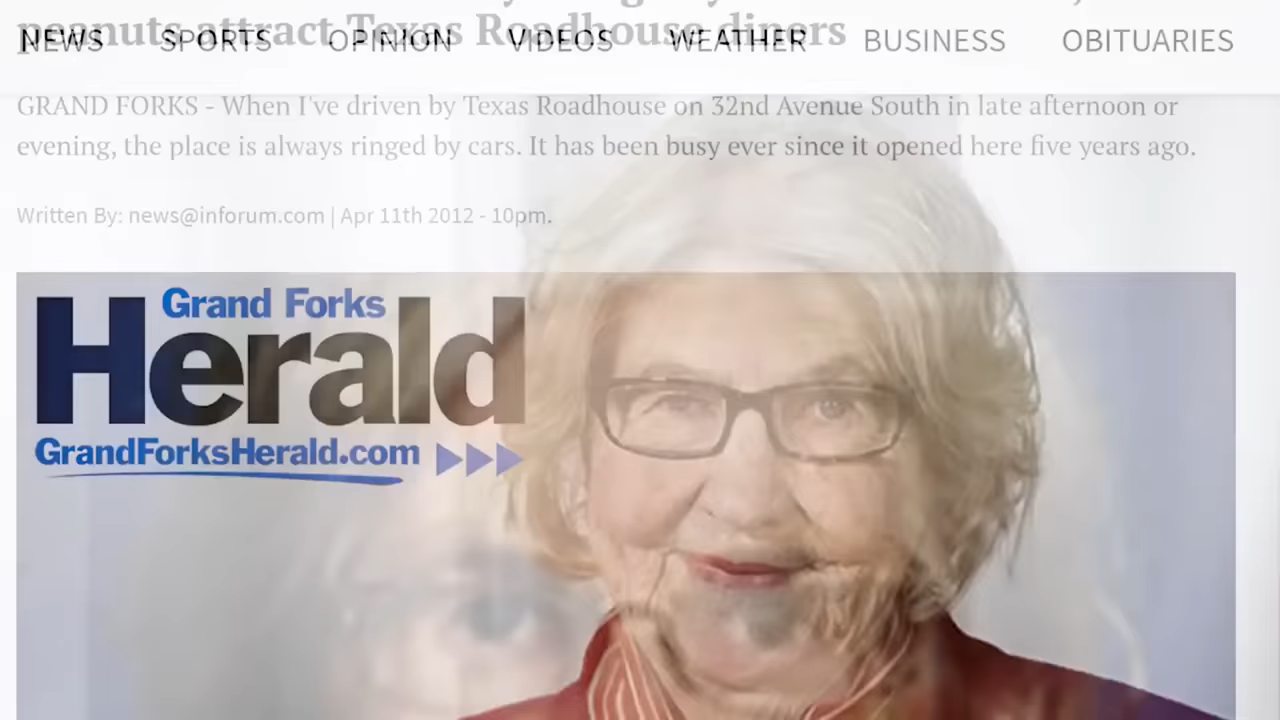 peanuts attract Texas Roadhouse diners
NEWS SPORTS OPINION VIDEOS WEATHER BUSINESS OBITUARIES
GRAND FORKS - When I've driven by Texas Roadhouse on 32nd Avenue South in late afternoon or
evening, the place is always ringed by cars. It has been busy ever since it opened here five years ago.
Written By: news@inforum.com | Apr 11th 2012 - 10pm.
Grand Forks
Herald
GrandForksHerald.com